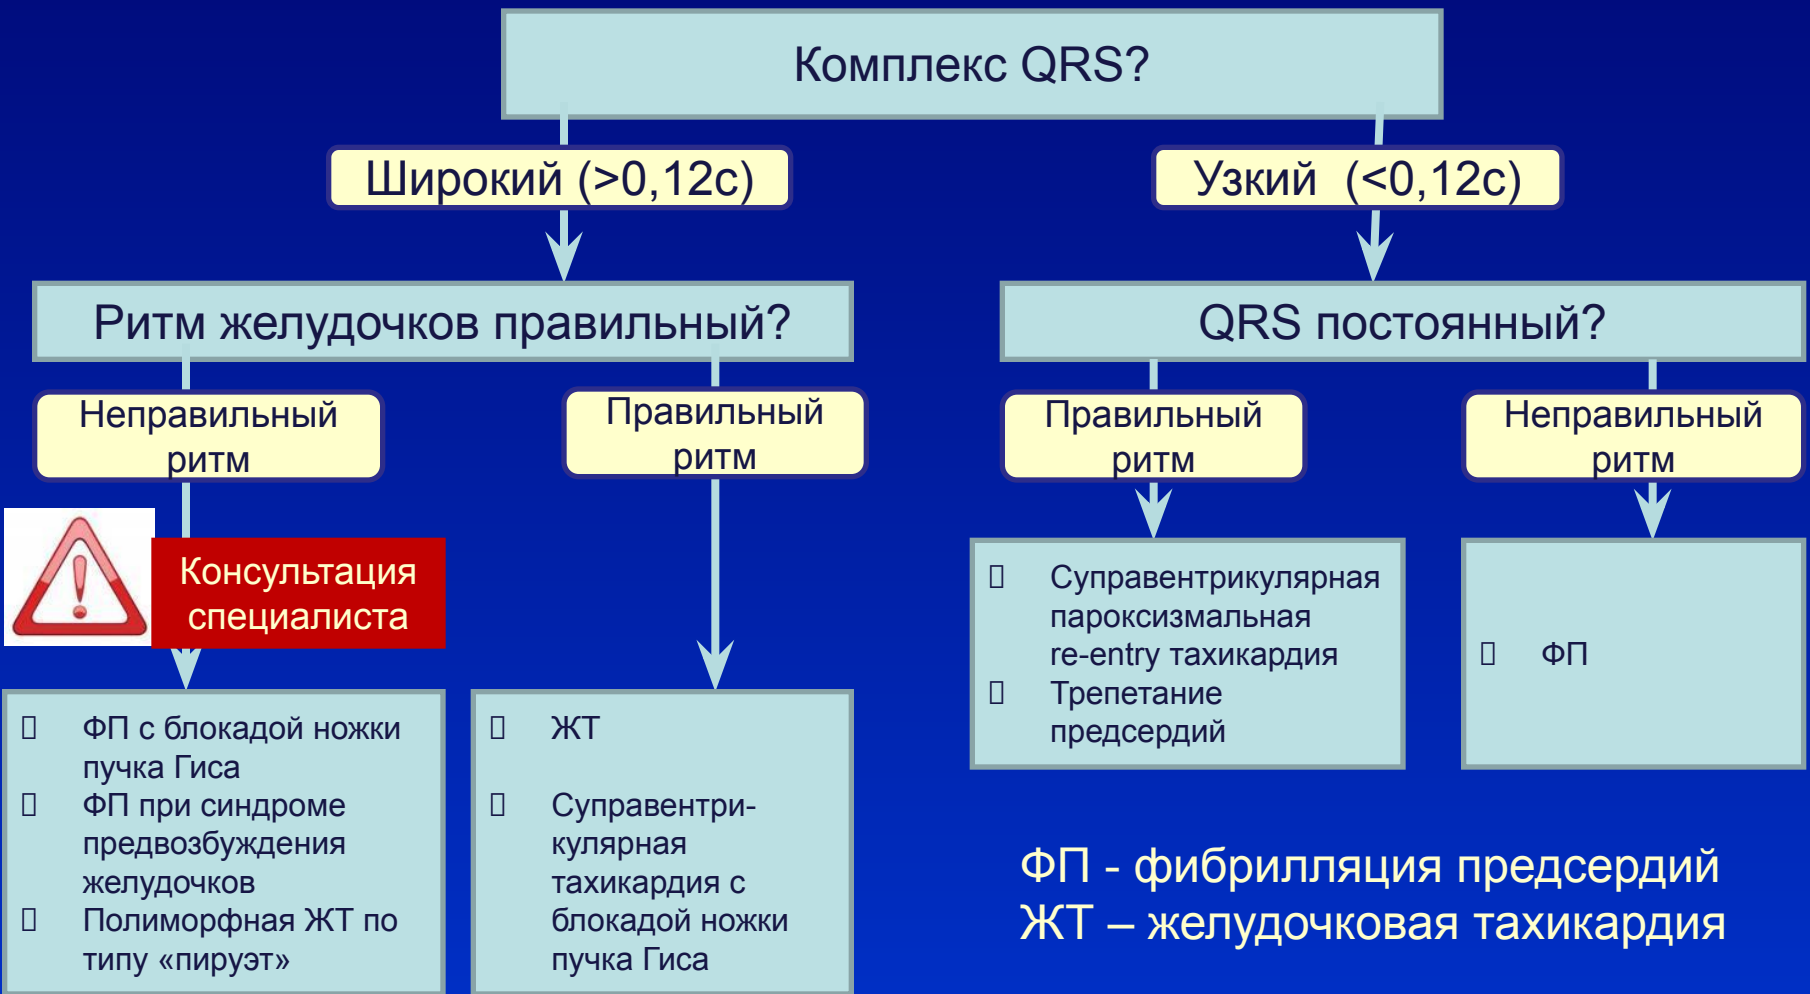 Комплекс QRS?
Широкий (>0,12с)
Узкий (<0,12с)
Ритм желудочков правильный?
QRS постоянный?
Неправильный
ритм
Правильный
ритм
Правильный
ритм
Неправильный
ритм
Консультация
специалиста
ФП с блокадой ножки
пучка Гиса
ФП при синдроме
предвозбуждения
желудочков
Полиморфная ЖТ по
типу «пируэт»
ЖТ
Суправентри-
кулярная
тахикардия с
блокадой ножки
пучка Гиса
Суправентрикулярная
пароксизмальная
re-entry тахикардия
Трепетание
предсердий
ФП
ФП - фибрилляция предсердий
ЖТ – желудочковая тахикардия